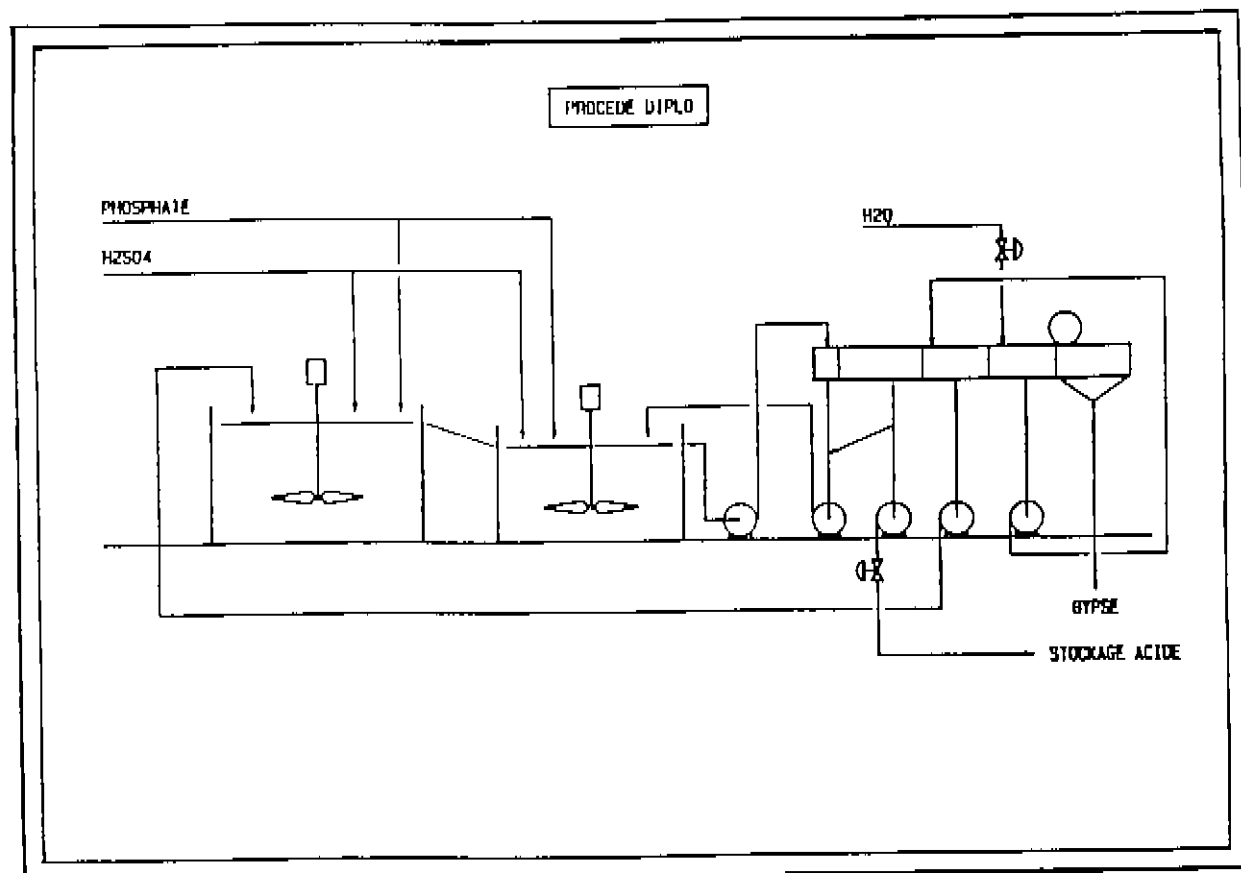 PROCEDE DIPLO
PHOSPHATE
H2SO4
H2O
GYPSE
STOCKAGE ACIDE